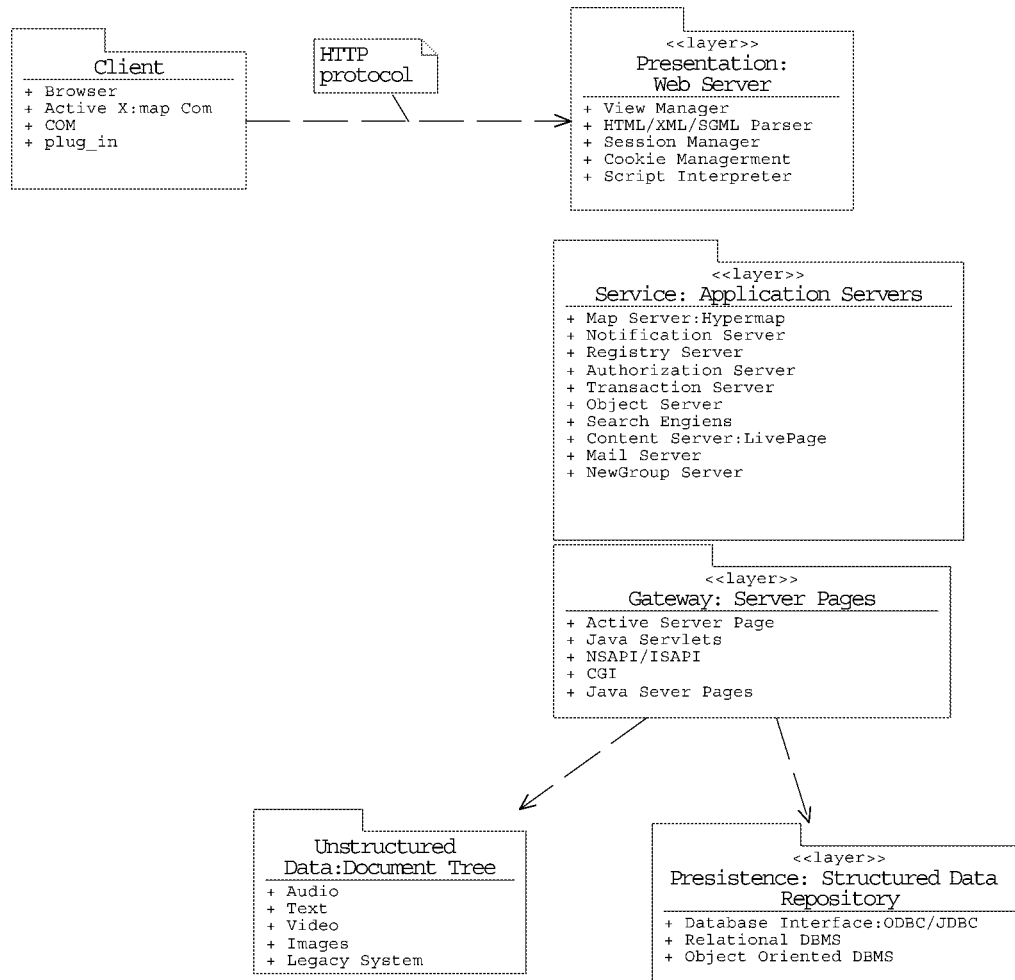 Client
+ Browser
+ Active X:map Com
+ COM
+ plug_in
HTTP
protocol
<<layer>>
Presentation:
Web Server
+ View Manager
+ HTML/XML/SGML Parser
+ Session Manager
+ Cookie Managerment
+ Script Interpreter
<<layer>>
Service: Application Servers
+ Map Server:Hypermap
+ Notification Server
+ Registry Server
+ Authorization Server
+ Transaction Server
+ Object Server
+ Search Engiens
+ Content Server:LivePage
+ Mail Server
+ NewGroup Server
<<layer>>
Gateway: Server Pages
+ Active Server Page
+ Java Servlets
+ NSAPI/ISAPI
+ CGI
+ Java Sever Pages
Unstructured
Data:Document Tree
+ Audio
+ Text
+ Video
+ Images
+ Legacy System
<<layer>>
Presistence: Structured Data
Repository
+ Database Interface:ODBC/JDBC
+ Relational DBMS
+ Object Oriented DBMS